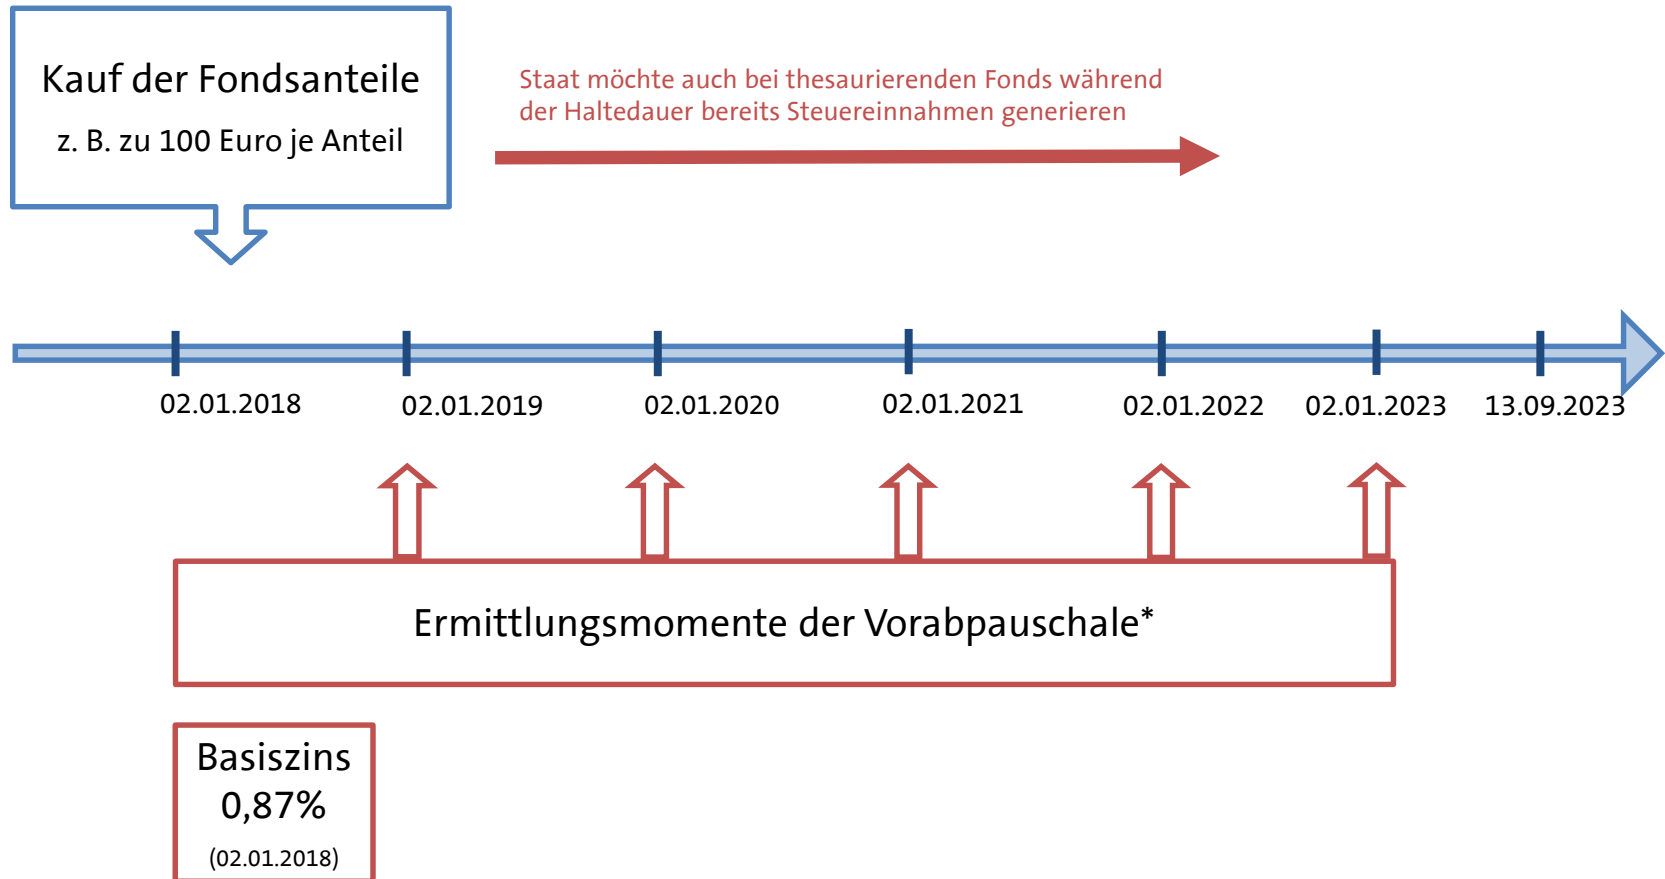 Kauf der Fondsanteile
z. B. zu 100 Euro je Anteil
Staat möchte auch bei thesaurierenden Fonds während
der Haltedauer bereits Steuereinnahmen generieren
02.01.2018
02.01.2019
02.01.2020
02.01.2021
02.01.2022
02.01.2023
13.09.2023
Ermittlungsmomente der Vorabpauschale*
Basiszins
0,87%
(02.01.2018)